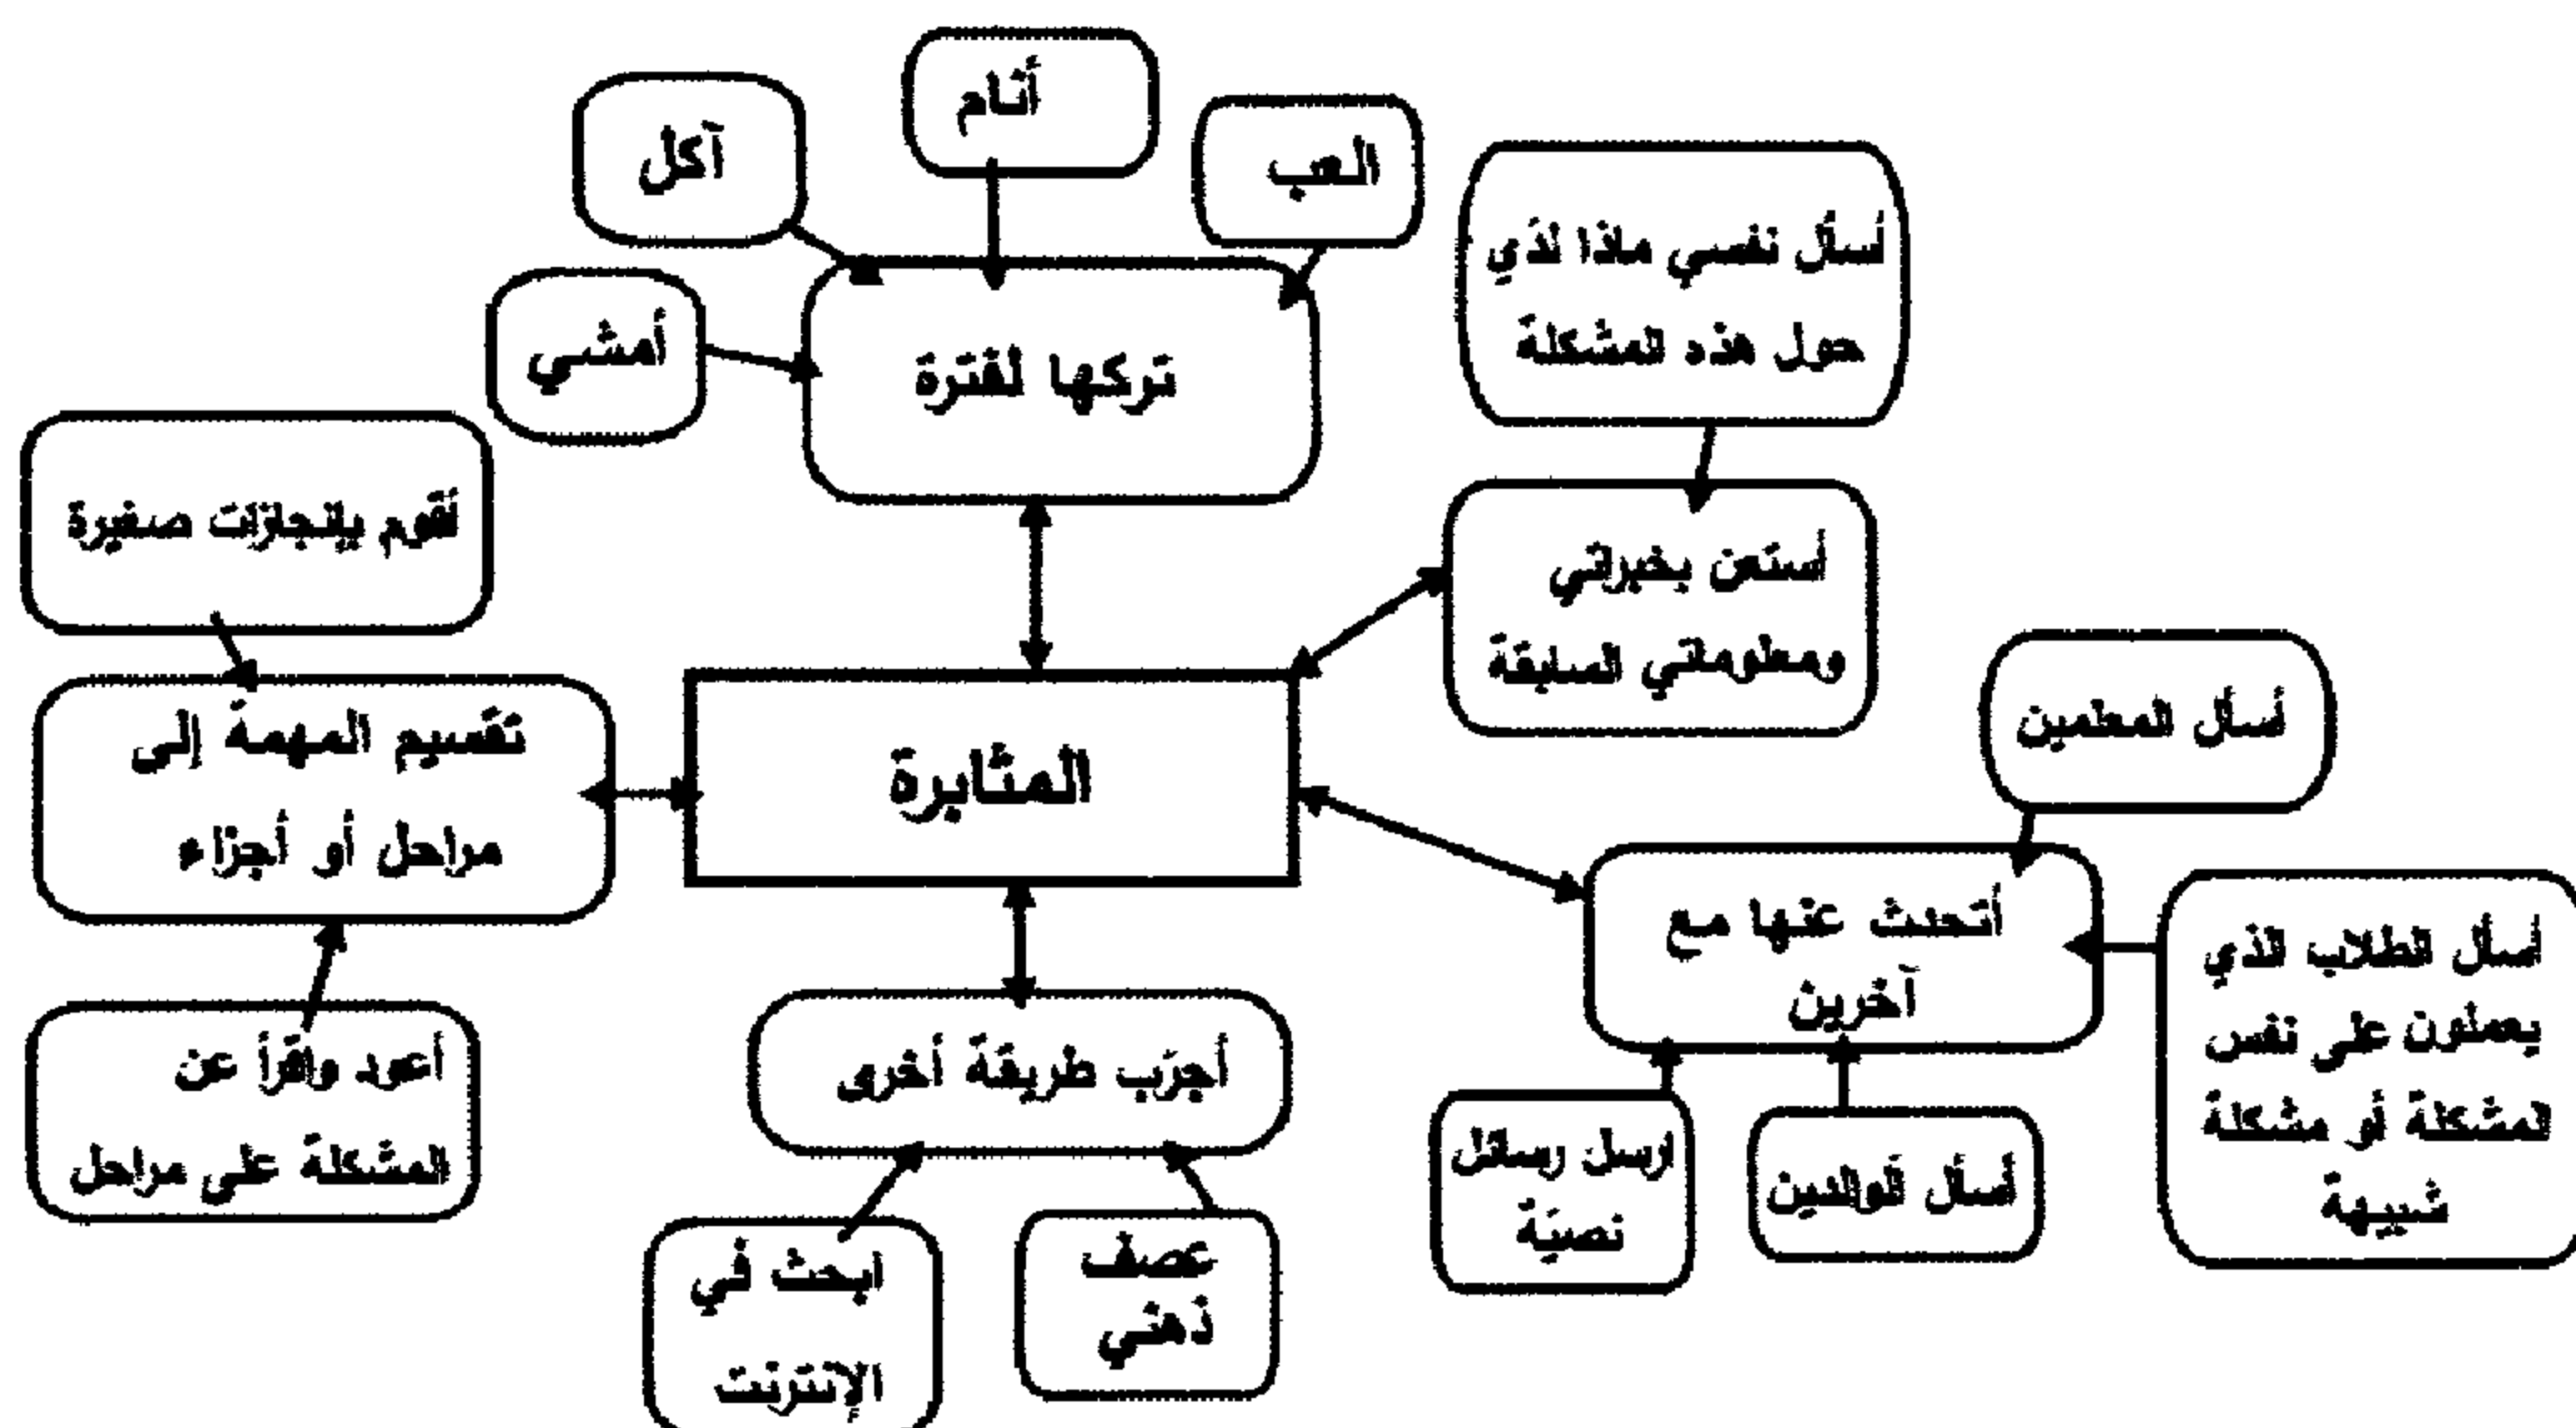 أنام
العب
آكل
أسأل نفسي ماذا لدي
حول هذه المشكلة
أمشي
تركها لفترة
أقوم بإنجازات صغيرة
أستعن بخبراتي
ومعلوماتي السابقة
أسأل المعلمين
تقسيم المهمة إلى
مراحل أو أجزاء
المثابرة
أتحدث عنها مع
آخرين
أسأل الطلاب الذي
يعملون على نفس
المشكلة أو مشكلة
شبيهة
أعود واقرأ عن
المشكلة على مراحل
أجرَب طريقة أخرى
ارسل رسائل
نصيَة
أسأل الوالدين
ابحث في
الإنترنت
عصف
ذهني